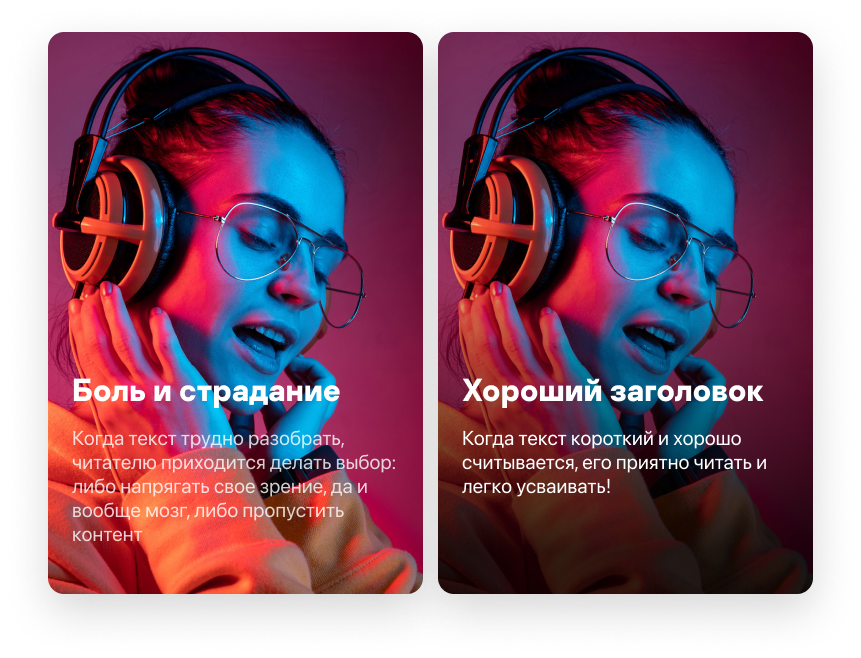 Боль и страдание
Когда текст трудно разобрать,
читателю приходится делать выбор:
либо напрягать свое зрение, да и
вообще мозг, либо пропустить
контент
Хороший заголовок
Когда текст короткий и хорошо
считывается, его приятно читать и
легко усваивать!